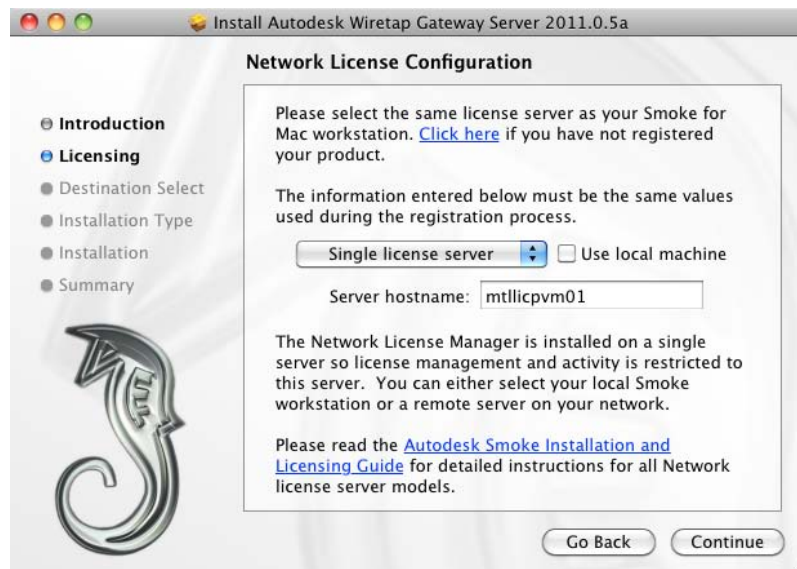 Install Autodesk Wiretap Gateway Server 2011.0.5a
Network License Configuration
Introduction
Licensing
Destination Select
Installation Type
Installation
Summary
Please select the same license server as your Smoke for
Mac workstation. Click here if you have not registered
your product.
The information entered below must be the same values
used during the registration process.
Single license server
Use local machine
Server hostname: mtllicpvm01
The Network License Manager is installed on a single
server so license management and activity is restricted to
this server. You can either select your local Smoke
workstation or a remote server on your network.
Please read the Autodesk Smoke Installation and
Licensing Guide for detailed instructions for all Network
license server models.
Go Back
Continue